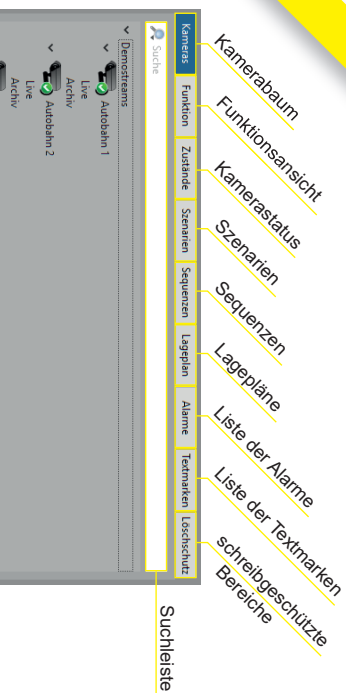 Kamerabaum
Funktionsansicht
Kamerastatus
Szenarien
Sequenzen
Lagepläne
Liste der Alarme
Liste der Textmarken
schreibgeschützte
Bereiche
Kameras
Funktion
Zustände
Szenarien
Sequenzen
Lageplan
Alarme
Textmarken
Löschschutz
Suche
Suchleiste
Demostreams
Autobahn 1
Live
Archiv
Autobahn 2
Live
Archiv